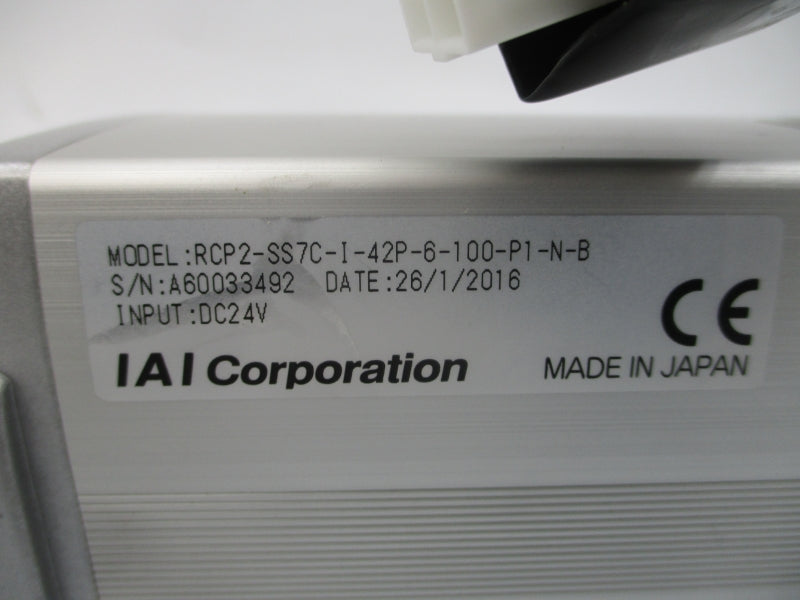 MODEL:RCP2-SS7C-I-42P-6-100-P1-N-B
S/N:A60033492 DATE:26/1/2016
INPUT:DC24V
CE
IAI Corporation MADE IN JAPAN